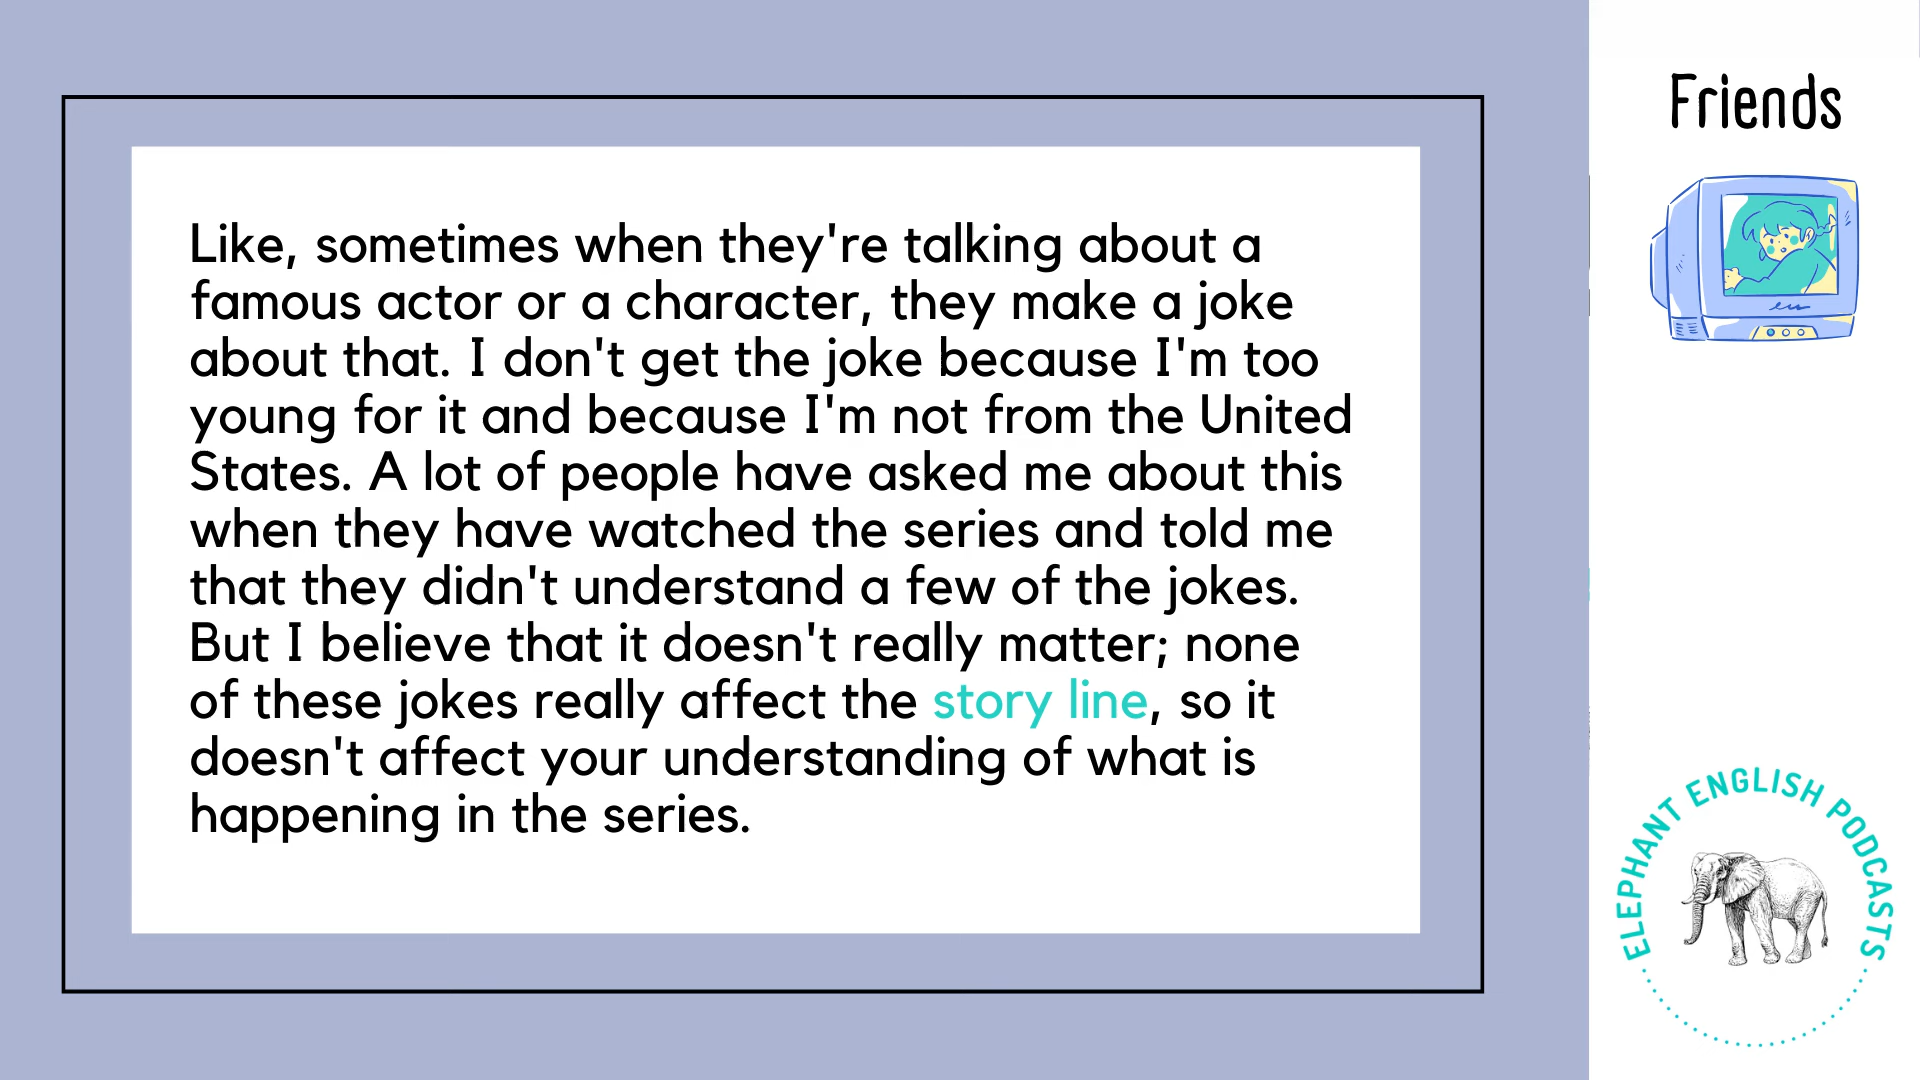 Friends
Like, sometimes when they're talking about a
famous actor or a character, they make a joke
about that. I don't get the joke because I'm too
young for it and because I'm not from the United
States. A lot of people have asked me about this
when they have watched the series and told me
that they didn't understand a few of the jokes.
But I believe that it doesn't really matter; none
of these jokes really affect the story line, so it
doesn't affect your understanding of what is
happening in the series.
ELEPHANT ENGLISH PODCASTS